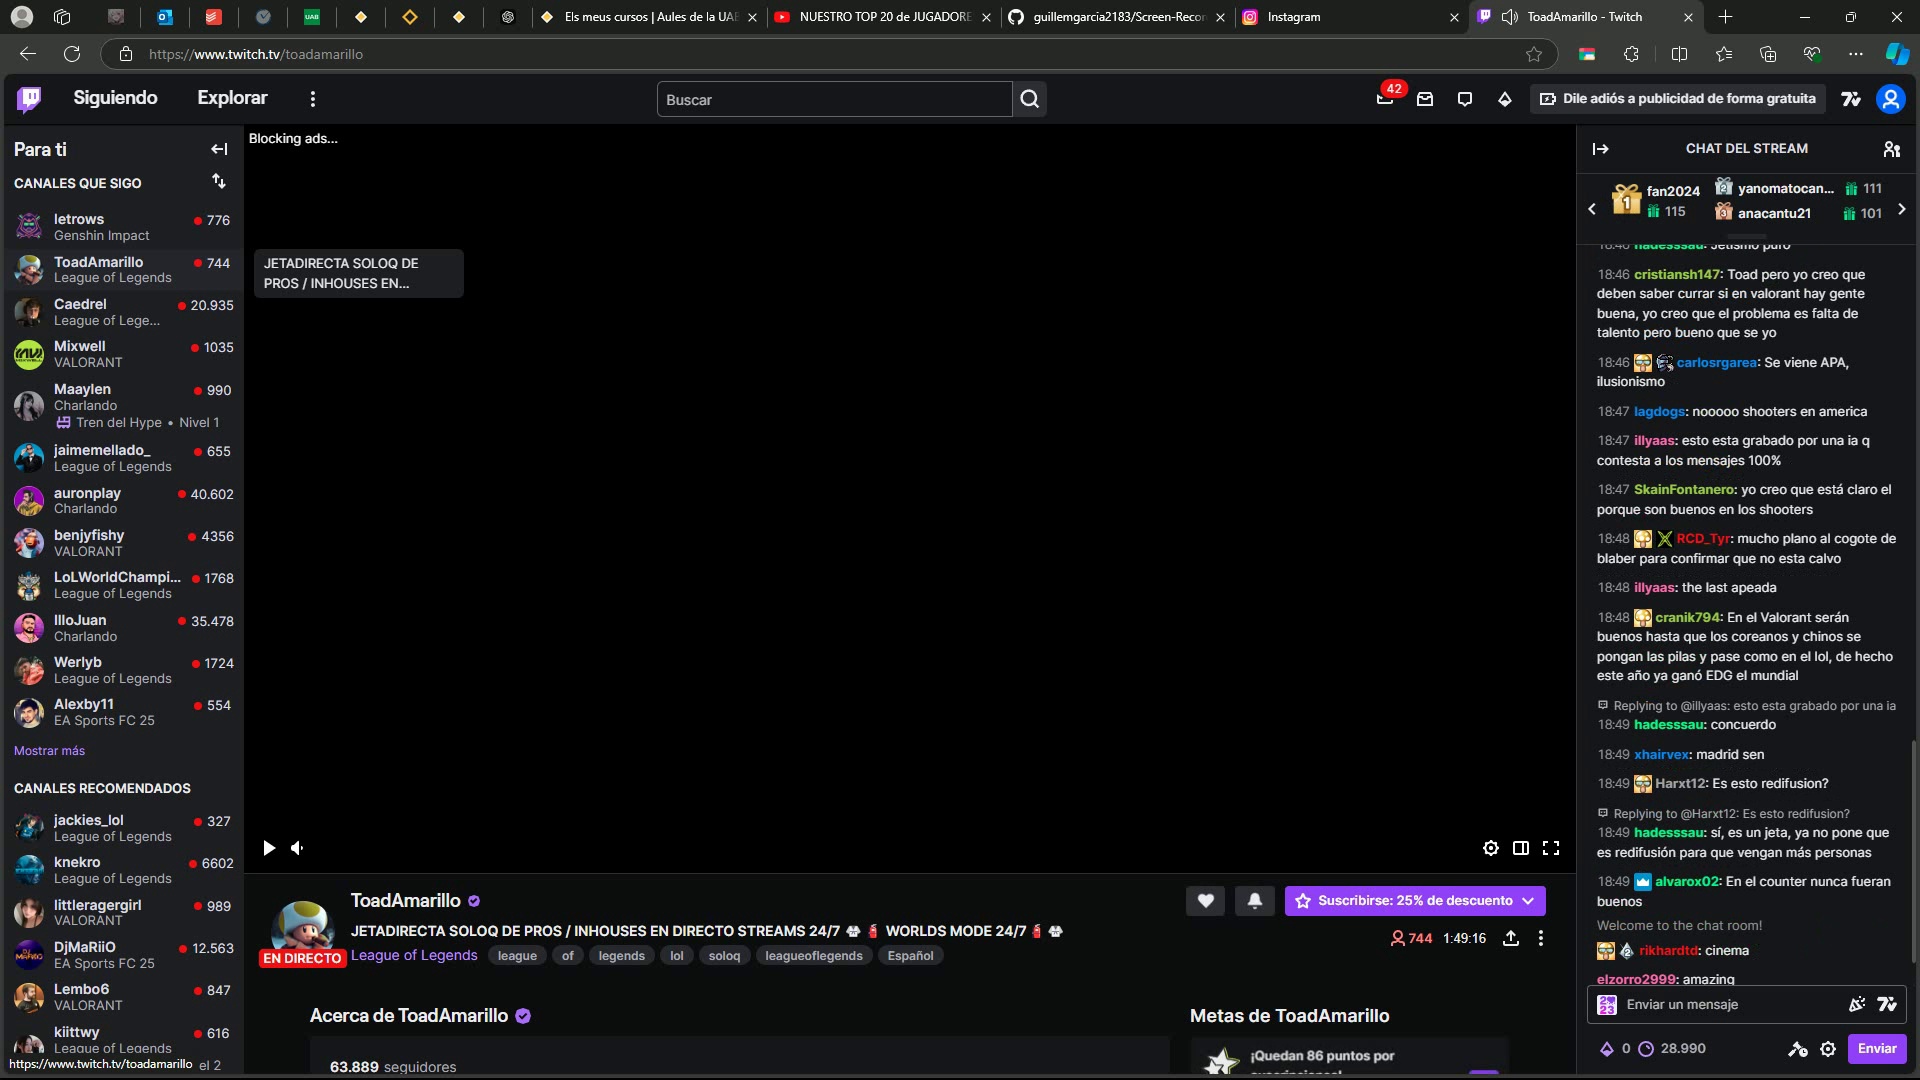 Els meus cursos | Aules de la UAB
NUESTRO TOP 20 de JUGADORE
guillemgarcia2183/Screen-Recor
Instagram
ToadAmarillo - Twitch
https://www.twitch.tv/toadamarillo
Siguiendo
Explorar
Buscar
42
Dile adiós a publicidad de forma gratuita
Para ti
CANALES QUE SIGO
letrows
776
Genshin Impact
ToadAmarillo
744
League of Legends
Caedrel
20.935
League of Lege...
Mixwell
1035
VALORANT
Maaylen
990
Charlando
Tren del Hype • Nivel 1
jaimemellado_
655
League of Legends
auronplay
40.602
Charlando
benjyfishy
4356
VALORANT
LoLWorldChampi...
1768
League of Legends
IlloJuan
35.478
Charlando
Werlyb
1724
League of Legends
Alexby11
554
EA Sports FC 25
Mostrar más
CANALES RECOMENDADOS
jackies_lol
327
League of Legends
knekro
6602
League of Legends
littleragergirl
989
VALORANT
DjMaRiiO
12.563
EA Sports FC 25
Lembo6
847
VALORANT
kiittwy
616
League of Legends
https://www.twitch.tv/toadamarillo el 2
Blocking ads...
JETADIRECTA SOLOQ DE
PROS / INHOUSES EN...
EN DIRECTO
ToadAmarillo
JETADIRECTA SOLOQ DE PROS / INHOUSES EN DIRECTO STREAMS 24/7 WORLDS MODE 24/7
League of Legends league of legends lol soloq leagueoflegends Español
Suscribirse: 25% de descuento
744 1:49:16
Acerca de ToadAmarillo
63.889 seguidores
Metas de ToadAmarillo
¡Quedan 86 puntos por
CHAT DEL STREAM
1 fan2024
115
2 yanomatocan... 111
3 anacantu21 101
18:46 hadesssau: Jetismo puro
18:46 cristiansh147: Toad pero yo creo que
deben saber currar si en valorant hay gente
buena, yo creo que el problema es falta de
talento pero bueno que se yo
18:46 carlosrgarea: Se viene APA,
ilusionismo
18:47 lagdogs: nooooo shooters en america
18:47 illyaas: esto esta grabado por una ia q
contesta a los mensajes 100%
18:47 SkainFontanero: yo creo que está claro el
porque son buenos en los shooters
18:48 RCD_Tyr: mucho plano al cogote de
blaber para confirmar que no esta calvo
18:48 illyaas: the last apeada
18:48 cranik794: En el Valorant serán
buenos hasta que los coreanos y chinos se
pongan las pilas y pase como en el lol, de hecho
este año ya ganó EDG el mundial
Replying to @illyaas: esto esta grabado por una ia
18:49 hadesssau: concuerdo
18:49 xhairvex: madrid sen
18:49 Harxt12: Es esto redifusion?
Replying to @Harxt12: Es esto redifusion?
18:49 hadesssau: sí, es un jeta, ya no pone que
es redifusión para que vengan más personas
18:49 alvarox02: En el counter nunca fueran
buenos
Welcome to the chat room!
rikhardtd: cinema
elzorro2999: amazing
Enviar un mensaje
0 28.990
Enviar